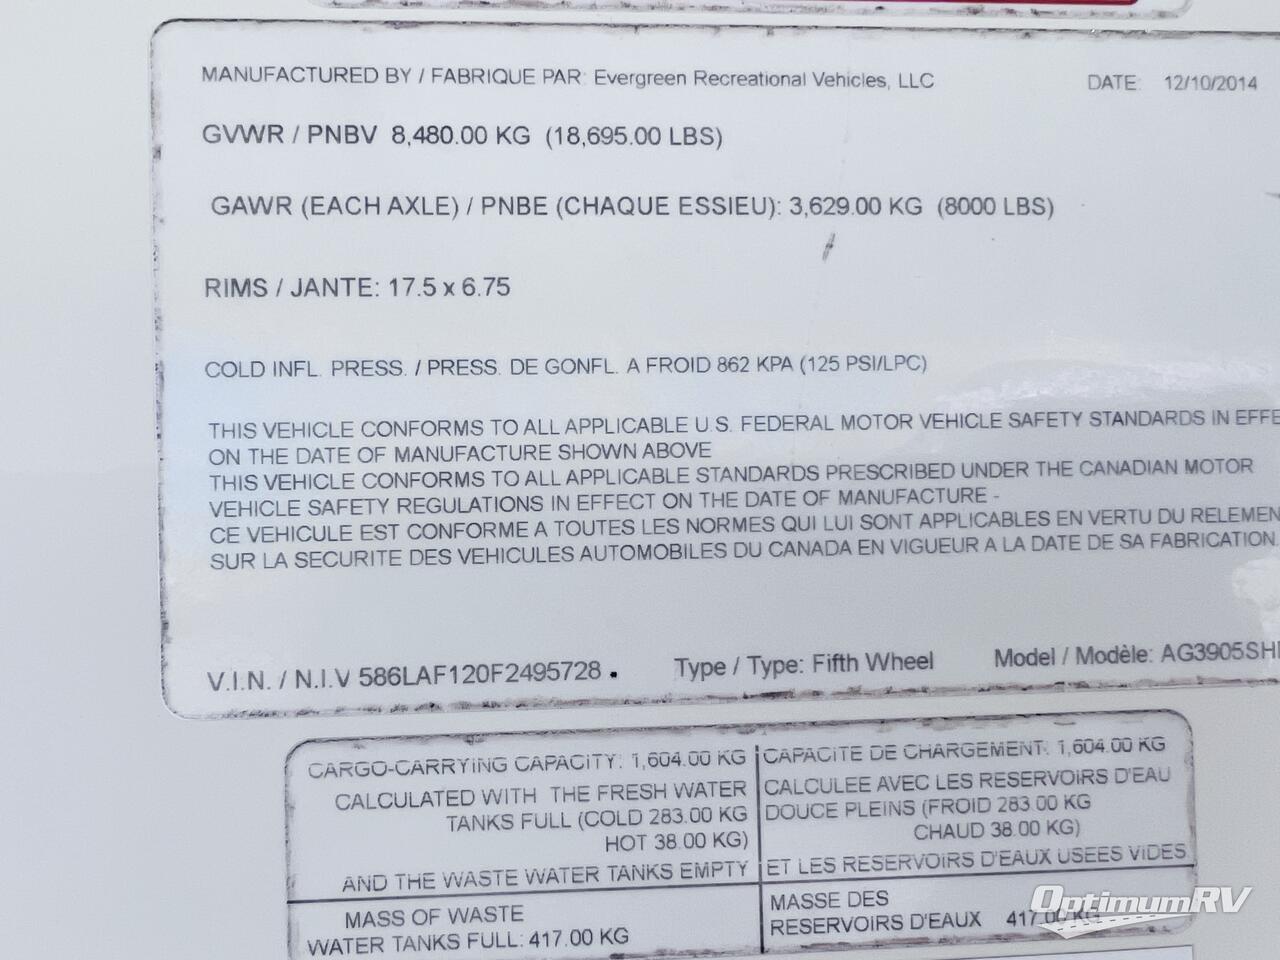 MANUFACTURED BY / FABRIQUE PAR: Evergreen Recreational Vehicles, LLC DATE: 12/10/2014
GVWR / PNBV 8,480.00 KG (18,695.00 LBS)
GAWR (EACH AXLE) / PNBE (CHAQUE ESSIEU): 3,629.00 KG (8000 LBS)
RIMS / JANTE: 17.5 x 6.75
COLD INFL. PRESS. / PRESS. DE GONFL. A FROID 862 KPA (125 PSI/LPC)
THIS VEHICLE CONFORMS TO ALL APPLICABLE U.S. FEDERAL MOTOR VEHICLE SAFETY STANDARDS IN EFFE
ON THE DATE OF MANUFACTURE SHOWN ABOVE
THIS VEHICLE CONFORMS TO ALL APPLICABLE STANDARDS PRESCRIBED UNDER THE CANADIAN MOTOR
VEHICLE SAFETY REGULATIONS IN EFFECT ON THE DATE OF MANUFACTURE -
CE VEHICULE EST CONFORME A TOUTES LES NORMES QUI LUI SONT APPLICABLES EN VERTU DU RELEMEN
SUR LA SECURITE DES VEHICULES AUTOMOBILES DU CANADA EN VIGUEUR A LA DATE DE SA FABRICATION.
V.I.N. / N.I.V 586LAF120F2495728. Type / Type: Fifth Wheel Model / Modèle: AG3905SH
CARGO-CARRYING CAPACITY: 1,604.00 KG
CALCULATED WITH THE FRESH WATER
TANKS FULL (COLD 283.00 KG
HOT 38.00 KG)
AND THE WASTE WATER TANKS EMPTY
CAPACITE DE CHARGEMENT: 1,604.00 KG
CALCULEE AVEC LES RESERVOIRS D'EAU
DOUCE PLEINS (FROID 283.00 KG
CHAUD 38.00 KG)
ET LES RESERVOIRS D'EAUX USEES VIDES
MASS OF WASTE
WATER TANKS FULL: 417.00 KG
MASSE DES
RESERVOIRS D'EAUX 417.00 KG
OptimumRV